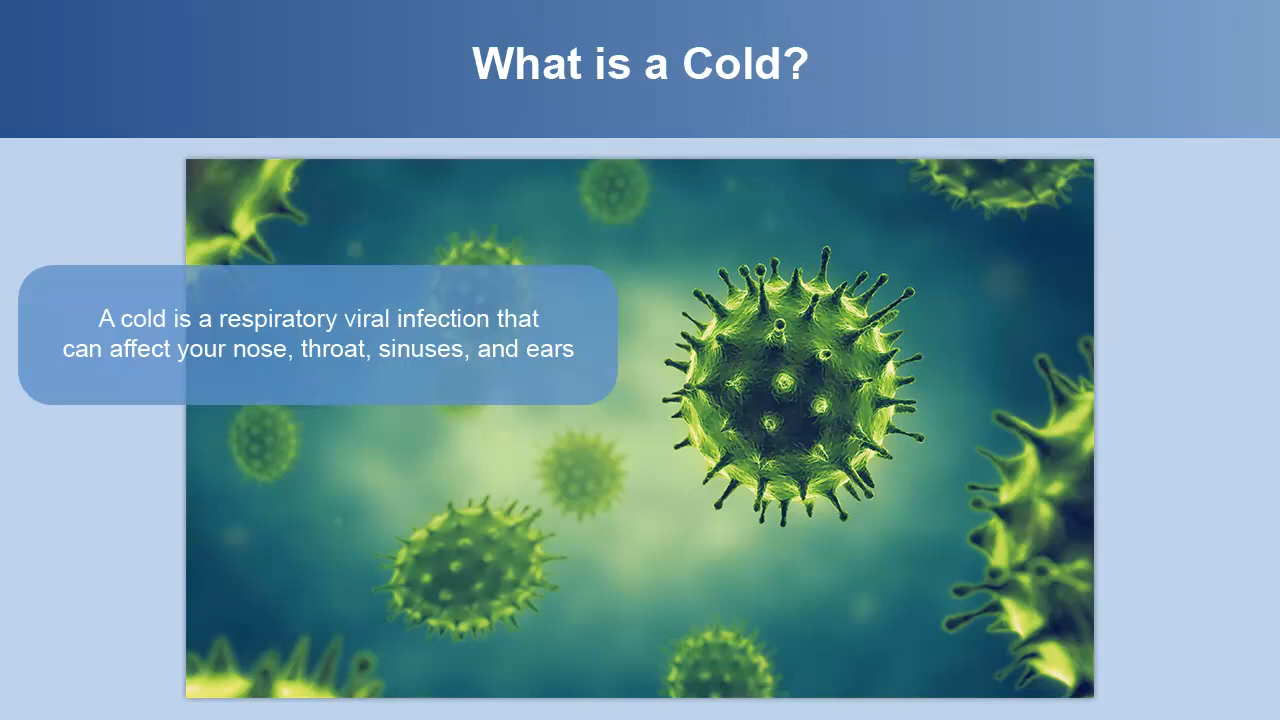 What is a Cold?
A cold is a respiratory viral infection that
can affect your nose, throat, sinuses, and ears